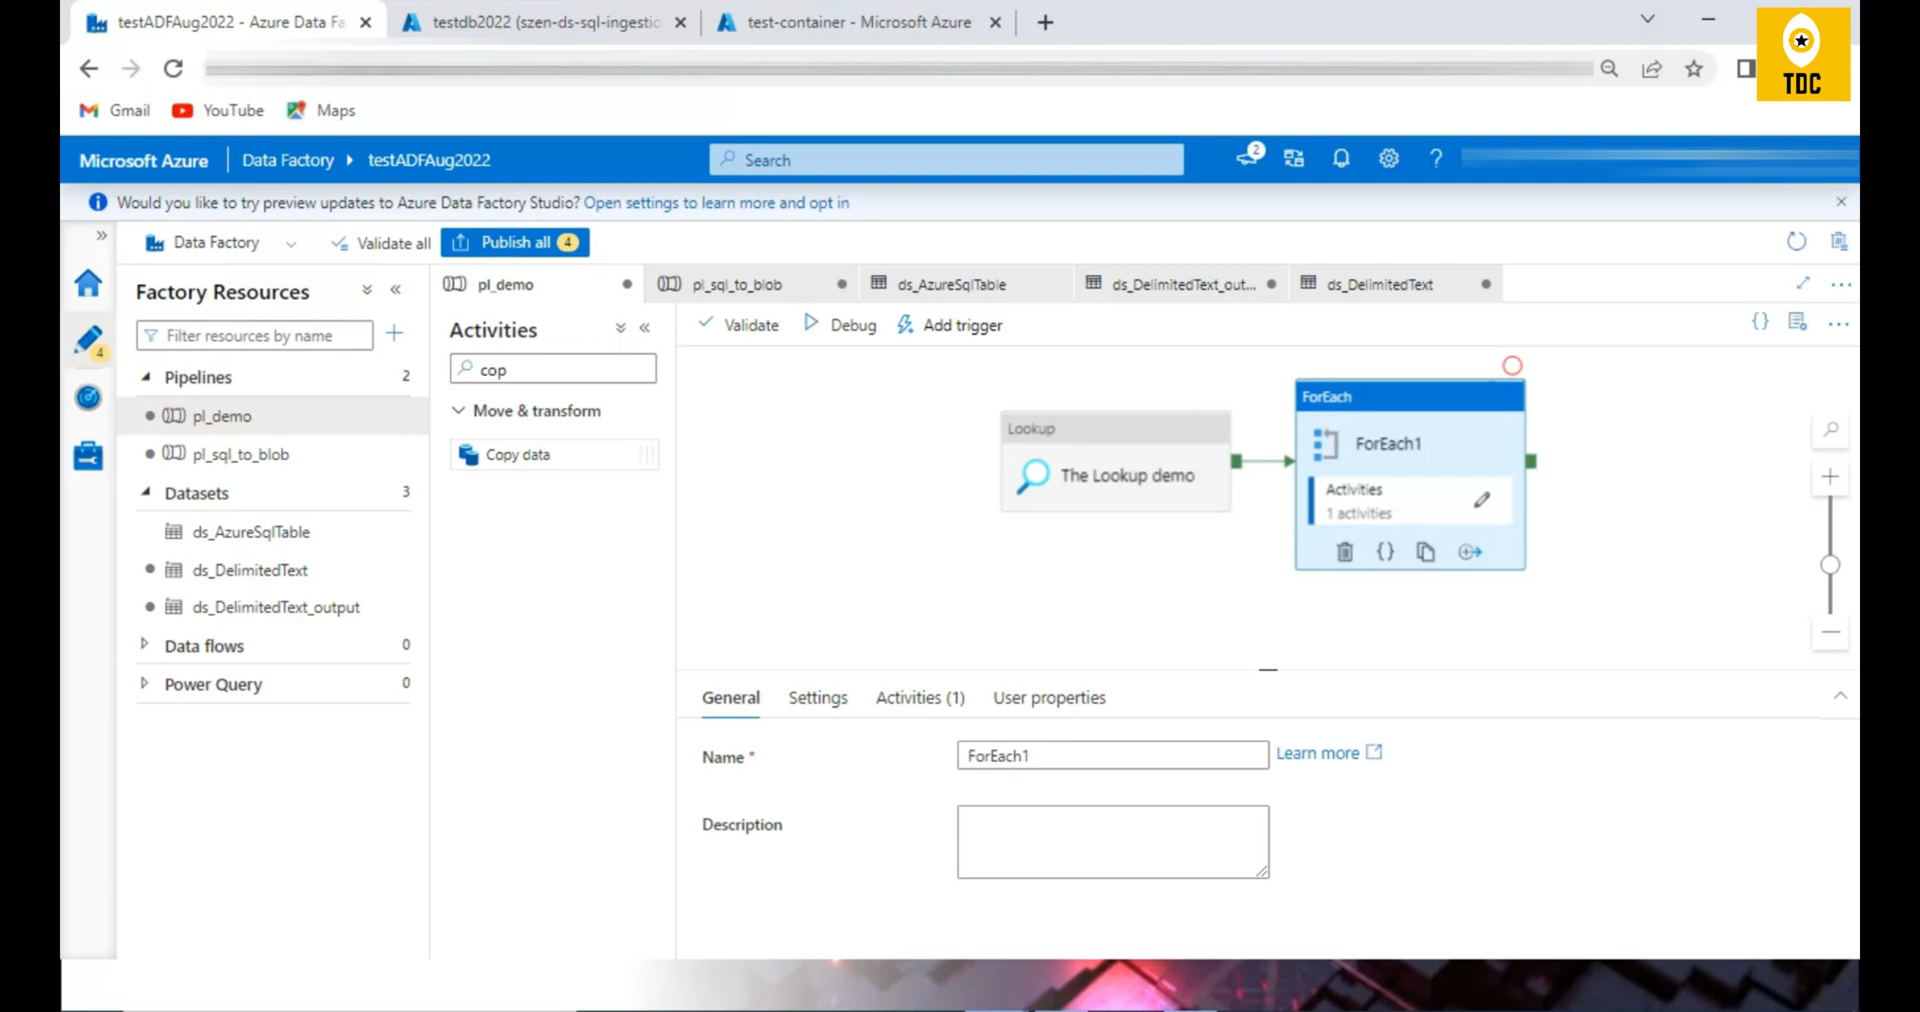 testADFAug2022 - Azure Data Fa
testdb2022 (szen-ds-sql-ingestio
test-container - Microsoft Azure
TDC
Gmail
YouTube
Maps
Microsoft Azure
Data Factory
testADFAug2022
Search
2
Would you like to try preview updates to Azure Data Factory Studio? Open settings to learn more and opt in
Data Factory
Validate all
Publish all 4
Factory Resources
pl_demo
pl_sql_to_blob
ds_AzureSqlTable
ds_DelimitedText_out...
ds_DelimitedText
Filter resources by name
Activities
Validate
Debug
Add trigger
4
cop
Pipelines 2
pl_demo
pl_sql_to_blob
Move & transform
Copy data
Datasets 3
ds_AzureSqlTable
ds_DelimitedText
ds_DelimitedText_output
Data flows 0
Power Query 0
Lookup
The Lookup demo
ForEach
ForEach1
Activities
1 activities
General
Settings
Activities (1)
User properties
Name *
ForEach1
Learn more
Description